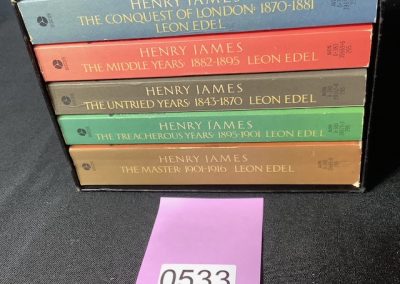 HENRY JAMES
THE CONQUEST OF LONDON: 1870-1881
LEON EDEL
HENRY JAMES
THE MIDDLE YEARS: 1882-1895 LEON EDEL
HENRY JAMES
THE UNTRIED YEARS: 1843-1870 LEON EDEL
HENRY JAMES
THE TREACHEROUS YEARS: 1895-1901 LEON EDEL
HENRY JAMES
THE MASTER: 1901-1916 LEON EDEL
0533